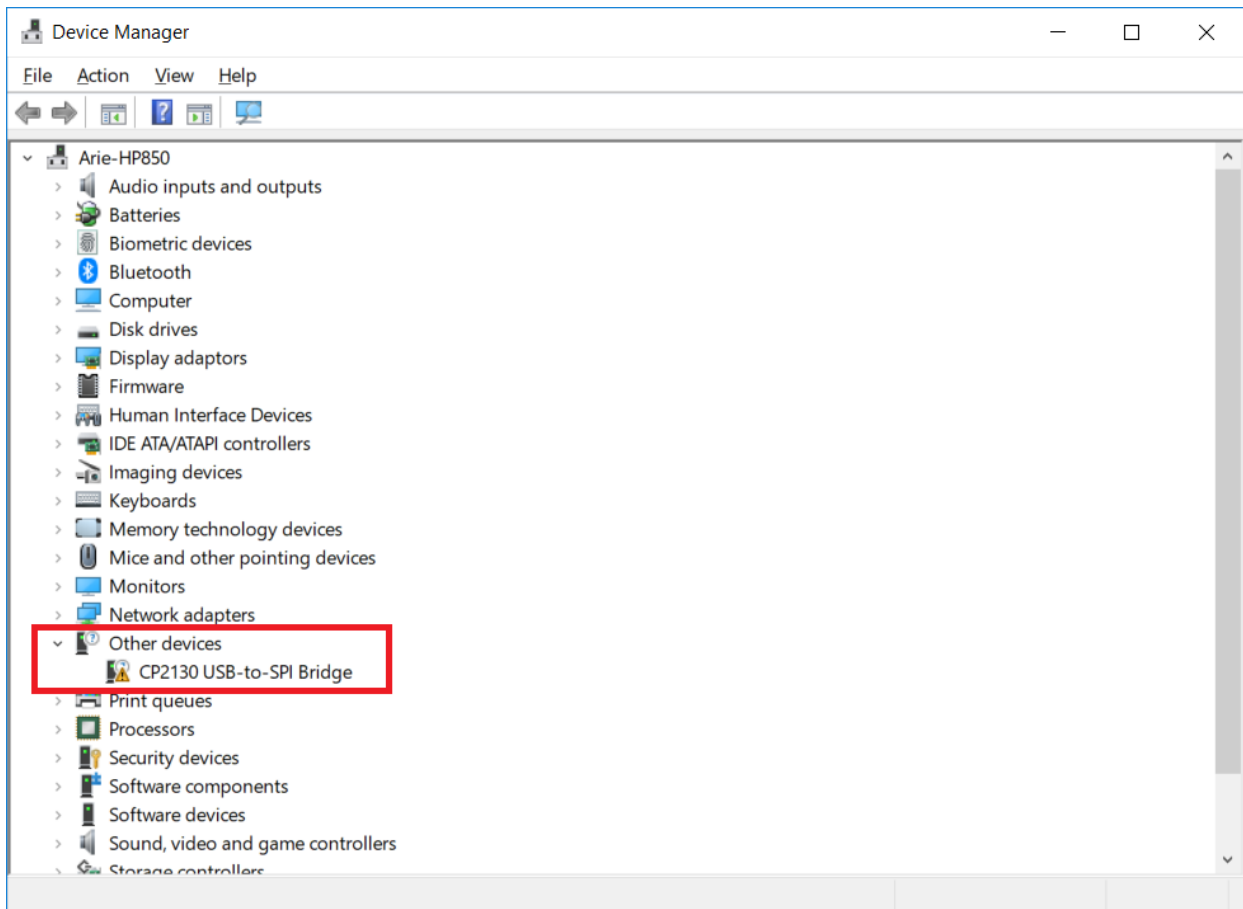 Device Manager
File Action View Help
Arie-HP850
Audio inputs and outputs
Batteries
Biometric devices
Bluetooth
Computer
Disk drives
Display adaptors
Firmware
Human Interface Devices
IDE ATA/ATAPI controllers
Imaging devices
Keyboards
Memory technology devices
Mice and other pointing devices
Monitors
Network adapters
Other devices
CP2130 USB-to-SPI Bridge
Print queues
Processors
Security devices
Software components
Software devices
Sound, video and game controllers
Storage controllers